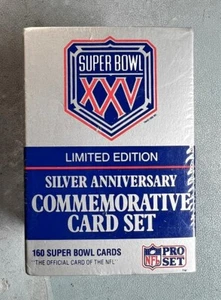 SUPER BOWL
XXV
LIMITED EDITION
SILVER ANNIVERSARY
COMMEMORATIVE
CARD SET
160 SUPER BOWL CARDS
"THE OFFICIAL CARD OF THE NFL"
NFL PRO
SET